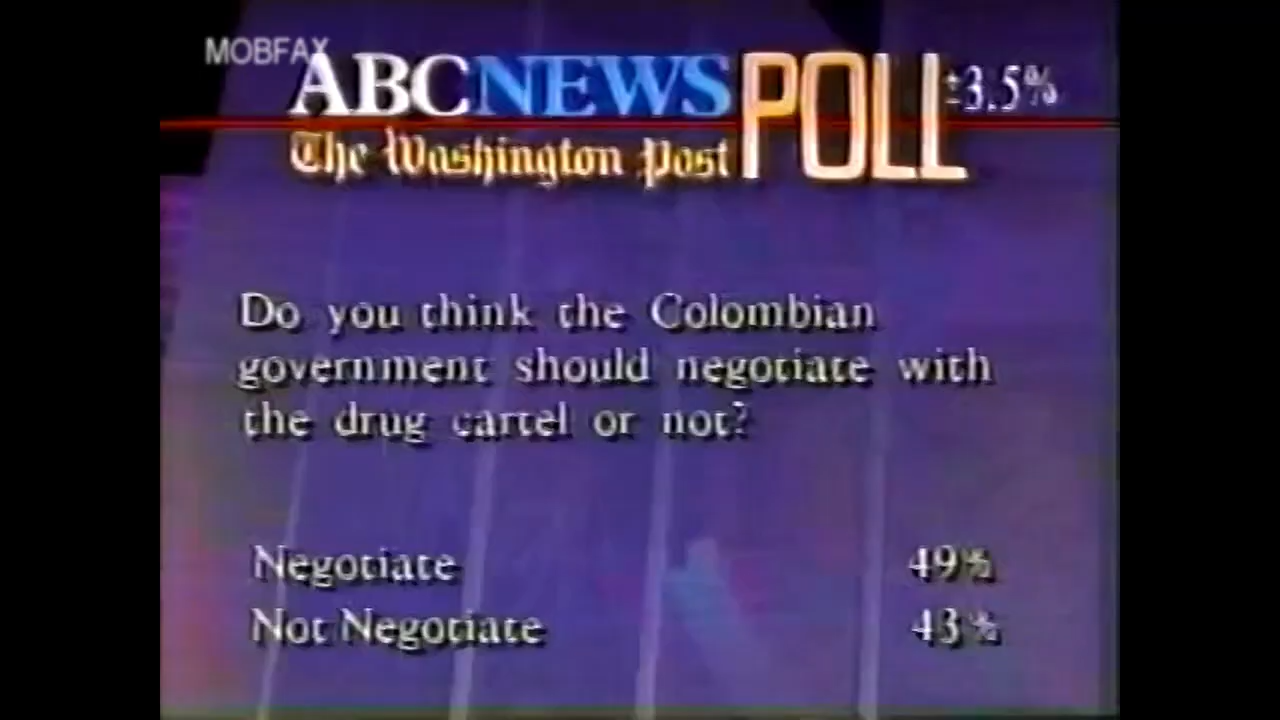 MOBFAX
ABCNEWS POLL ±3.5%
The Washington Post
Do you think the Colombian
government should negotiate with
the drug cartel or not?
Negotiate 49%
Not Negotiate 43%